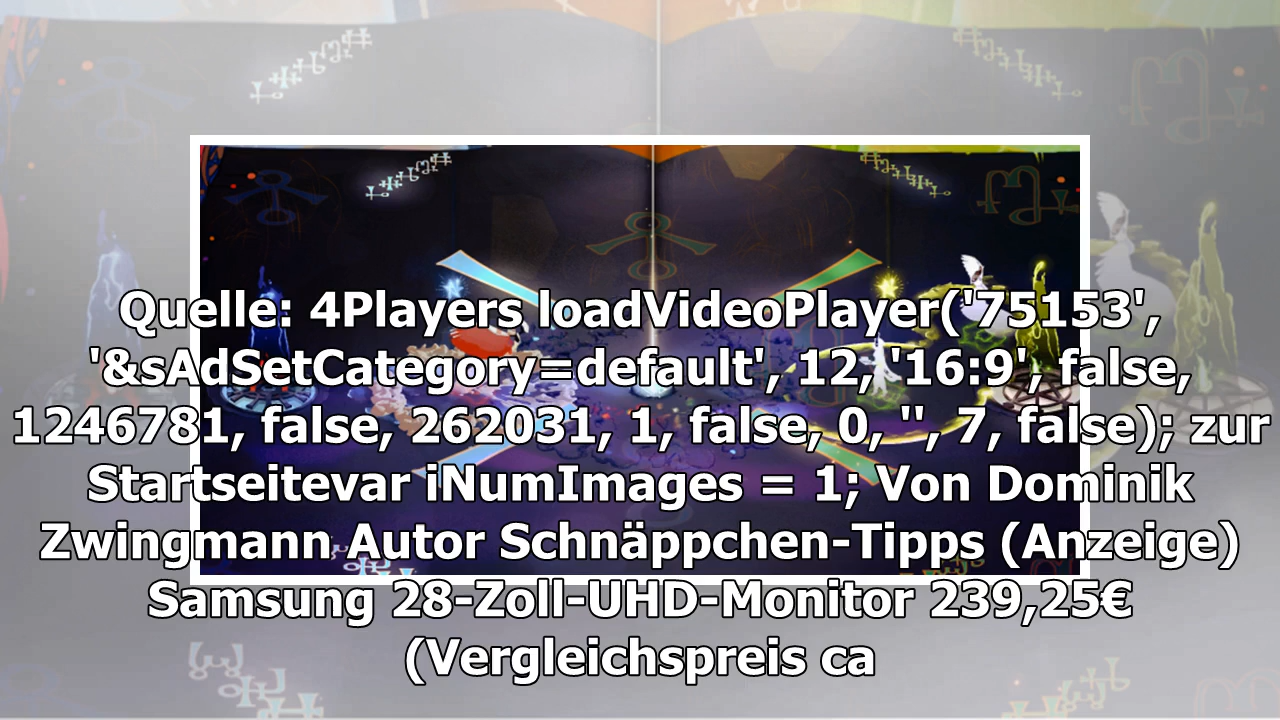 Quelle: 4Players loadVideoPlayer('75153',
'&sAdSetCategory=default', 12, '16:9', false,
1246781, false, 262031, 1, false, 0, '', 7, false); zur
Startseitevar iNumImages = 1; Von Dominik
Zwingmann Autor Schnäppchen-Tipps (Anzeige)
Samsung 28-Zoll-UHD-Monitor 239,25€
(Vergleichspreis ca